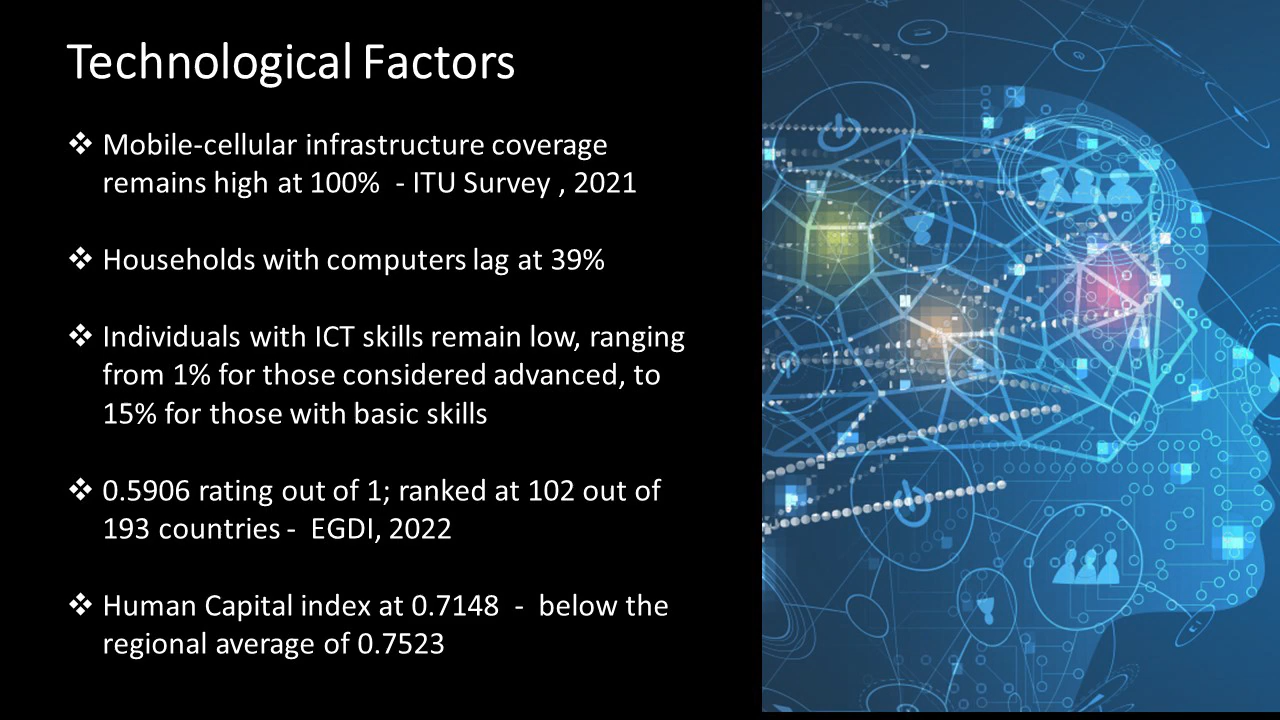 Technological Factors
❖ Mobile-cellular infrastructure coverage
remains high at 100%  - ITU Survey , 2021
❖ Households with computers lag at 39%
❖ Individuals with ICT skills remain low, ranging
from 1% for those considered advanced, to
15% for those with basic skills
❖ 0.5906 rating out of 1; ranked at 102 out of
193 countries -  EGDI, 2022
❖ Human Capital index at 0.7148  -  below the
regional average of 0.7523